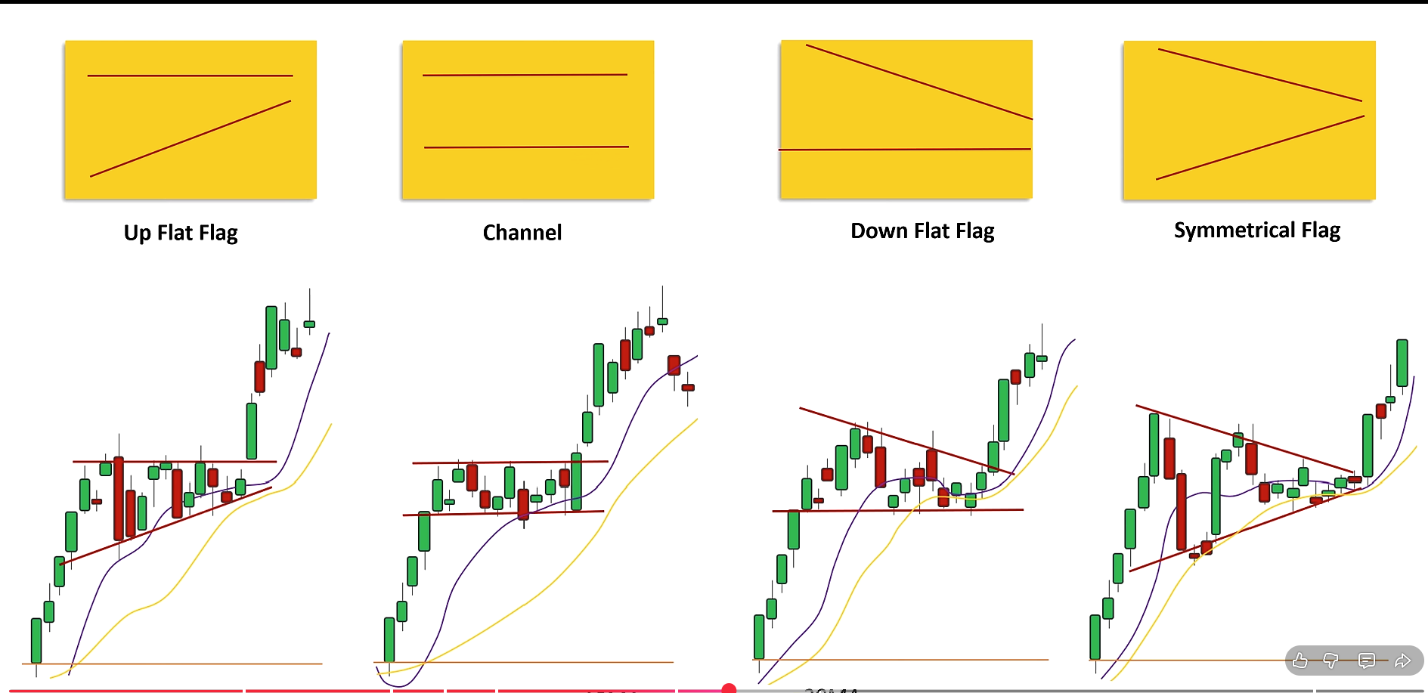 Up Flat Flag
Channel
Down Flat Flag
Symmetrical Flag